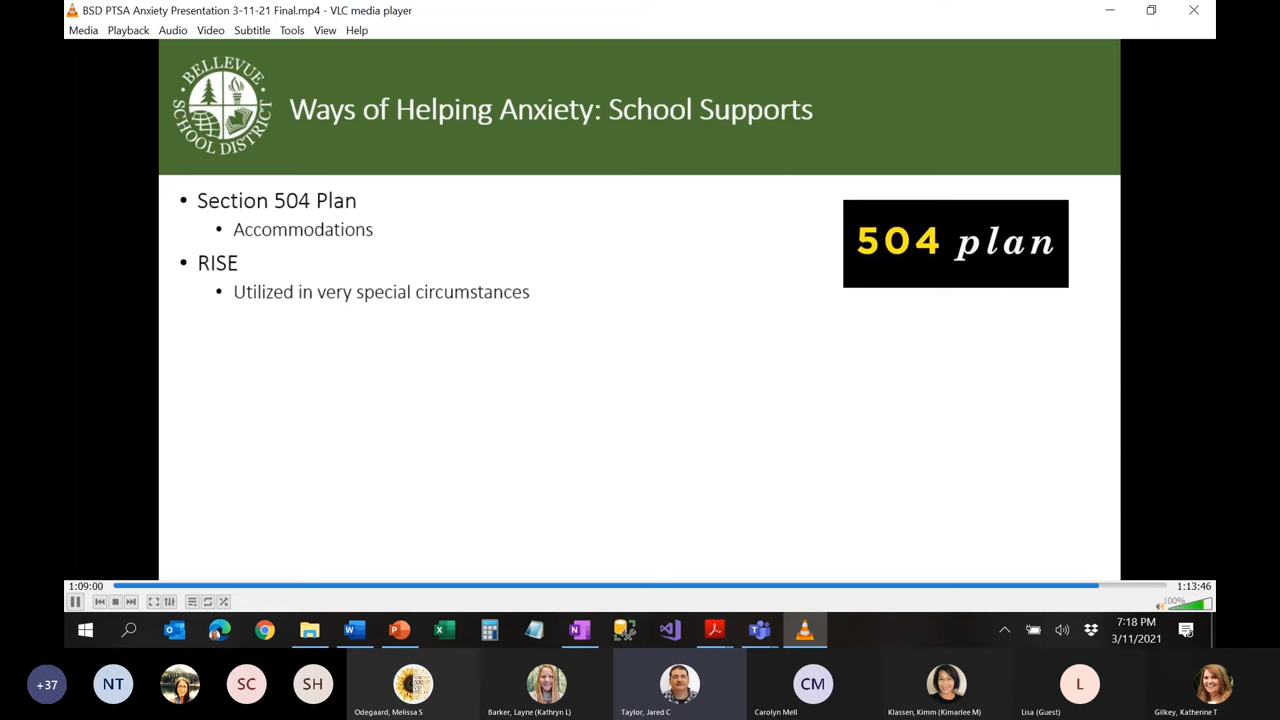 BSD PTSA Anxiety Presentation 3-11-21 Final.mp4 - VLC media player
Media Playback Audio Video Subtitle Tools View Help
BELLEVUE
SCHOOL DISTRICT
Ways of Helping Anxiety: School Supports
• Section 504 Plan
• Accommodations
• RISE
• Utilized in very special circumstances
504 plan
1:09:00
1:13:46
100%
7:18 PM
3/11/2021
+37
NT
SC
SH
CM
L
Odegaard, Melissa S
Barker, Layne (Kathryn L)
Taylor, Jared C
Carolyn Mell
Klassen, Kimm (Kimarlee M)
Lisa (Guest)
Gilkey, Katherine T